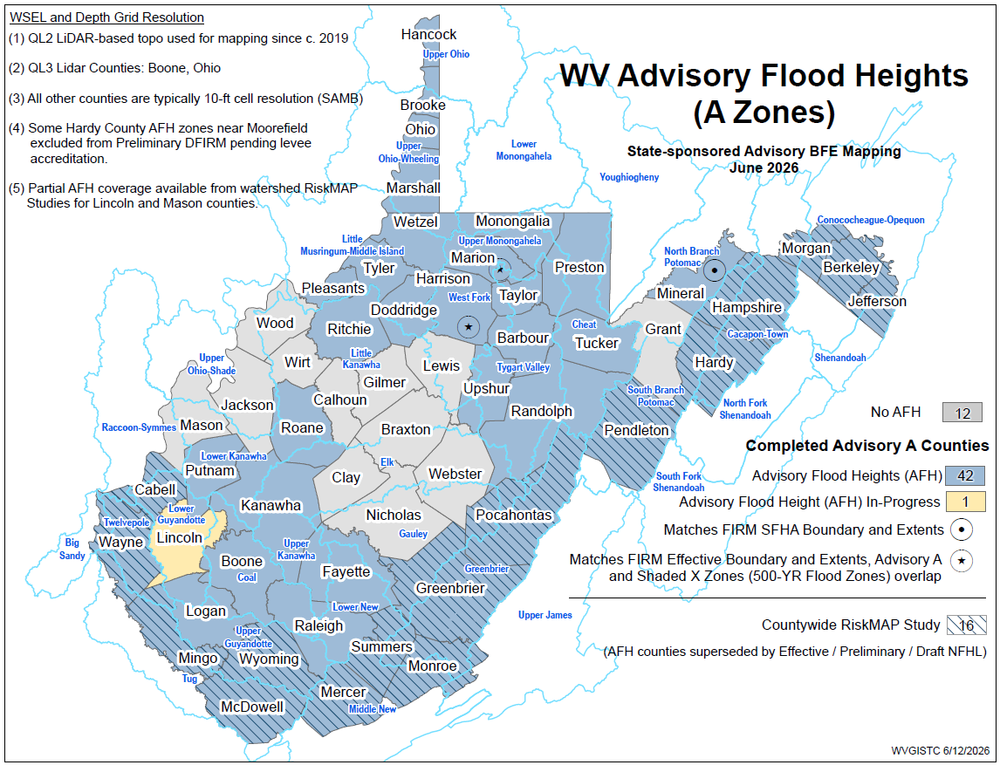 WSEL and Depth Grid Resolution
(1) QL2 LiDAR-based topo used for mapping since c. 2019
(2) QL3 Lidar Counties: Boone, Ohio
(3) All other counties are typically 10-ft cell resolution (SAMB)
(4) Some Hardy County AFH zones near Moorefield
excluded from Preliminary DFIRM pending levee
accreditation.
(5) Partial AFH coverage available from watershed RiskMAP
Studies for Lincoln and Mason counties.
WV Advisory Flood Heights
(A Zones)
State-sponsored Advisory BFE Mapping
June 2026
Hancock
Upper Ohio
Brooke
Ohio
Upper
Ohio-Wheeling
Marshall
Lower
Monongahela
Youghiogheny
Wetzel
Monongalia
Little
Musringum-Middle Island
Upper Monongahela
Marion
Tyler
Harrison
Preston
Pleasants
West Fork
Taylor
Doddridge
Conococheague-Opequon
Morgan
North Branch
Potomac
Berkeley
Mineral
Jefferson
Hampshire
Wood
Ritchie
Barbour
Cheat
Tucker
Grant
Cacapon-Town
Wirt
Little
Kanawha
Lewis
Tygart Valley
Hardy
Shenandoah
Upper
Ohio-Shade
Gilmer
Upshur
South Branch
Potomac
Calhoun
Jackson
Randolph
North Fork
Shenandoah
Raccoon-Symmes
Mason
Roane
Braxton
Pendleton
Lower Kanawha
Putnam
Elk
Clay
Webster
South Fork
Shenandoah
Cabell
Kanawha
Lower
Guyandotte
Twelvepole
Nicholas
Pocahontas
Gauley
Big
Sandy
Wayne
Lincoln
Upper
Kanawha
Boone
Coal
Fayette
Greenbrier
Greenbrier
Logan
Lower New
Upper James
Raleigh
Upper
Guyandotte
Summers
Mingo
Wyoming
Monroe
Tug
Mercer
McDowell
Middle New
No AFH 12
Completed Advisory A Counties
Advisory Flood Heights (AFH) 42
Advisory Flood Height (AFH) In-Progress 1
Matches FIRM SFHA Boundary and Extents
Matches FIRM Effective Boundary and Extents, Advisory A
and Shaded X Zones (500-YR Flood Zones) overlap
Countywide RiskMAP Study 16
(AFH counties superseded by Effective / Preliminary / Draft NFHL)
WVGISTC 6/12/2026